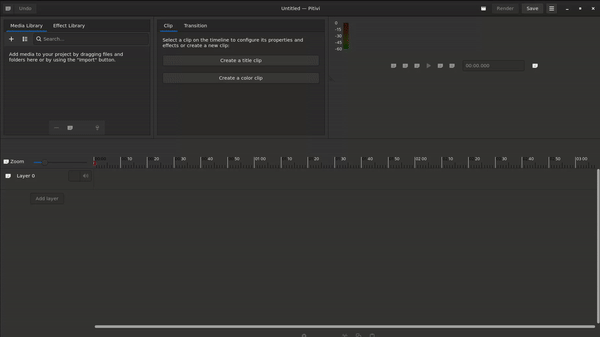 Undo
Untitled — Pitivi
Render
Save
Media Library
Effect Library
Clip
Transition
Search...
Add media to your project by dragging files and
folders here or by using the "Import" button.
Select a clip on the timeline to configure its properties and
effects or create a new clip:
Create a title clip
Create a color clip
0
-15
-30
-45
-60
00:00.000
Zoom
10
20
30
40
50
01:00
10
20
30
40
50
02:00
10
20
30
40
50
03:00
Layer 0
Add layer